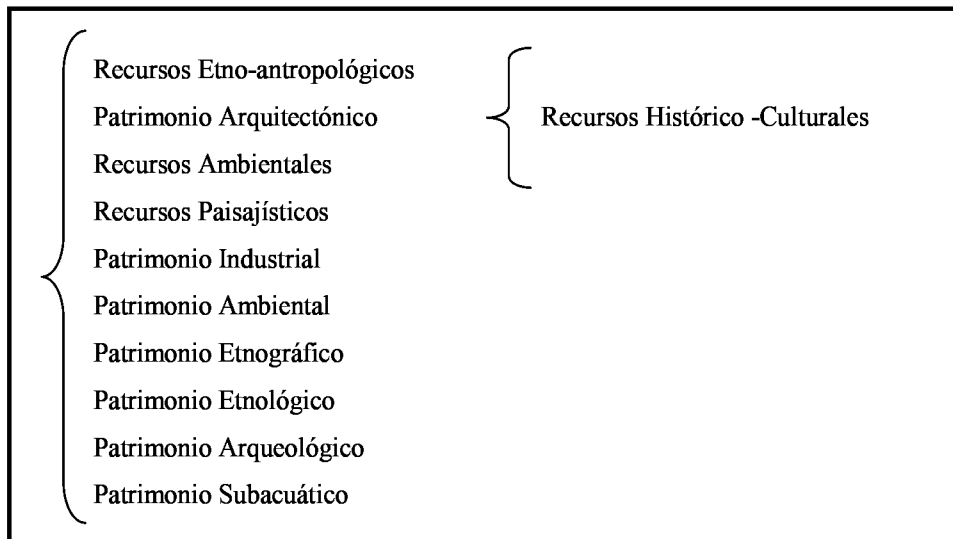 Recursos Etno-antropológicos
Patrimonio Arquitectónico
Recursos Histórico -Culturales
Recursos Ambientales
Recursos Paisajísticos
Patrimonio Industrial
Patrimonio Ambiental
Patrimonio Etnográfico
Patrimonio Etnológico
Patrimonio Arqueológico
Patrimonio Subacuático